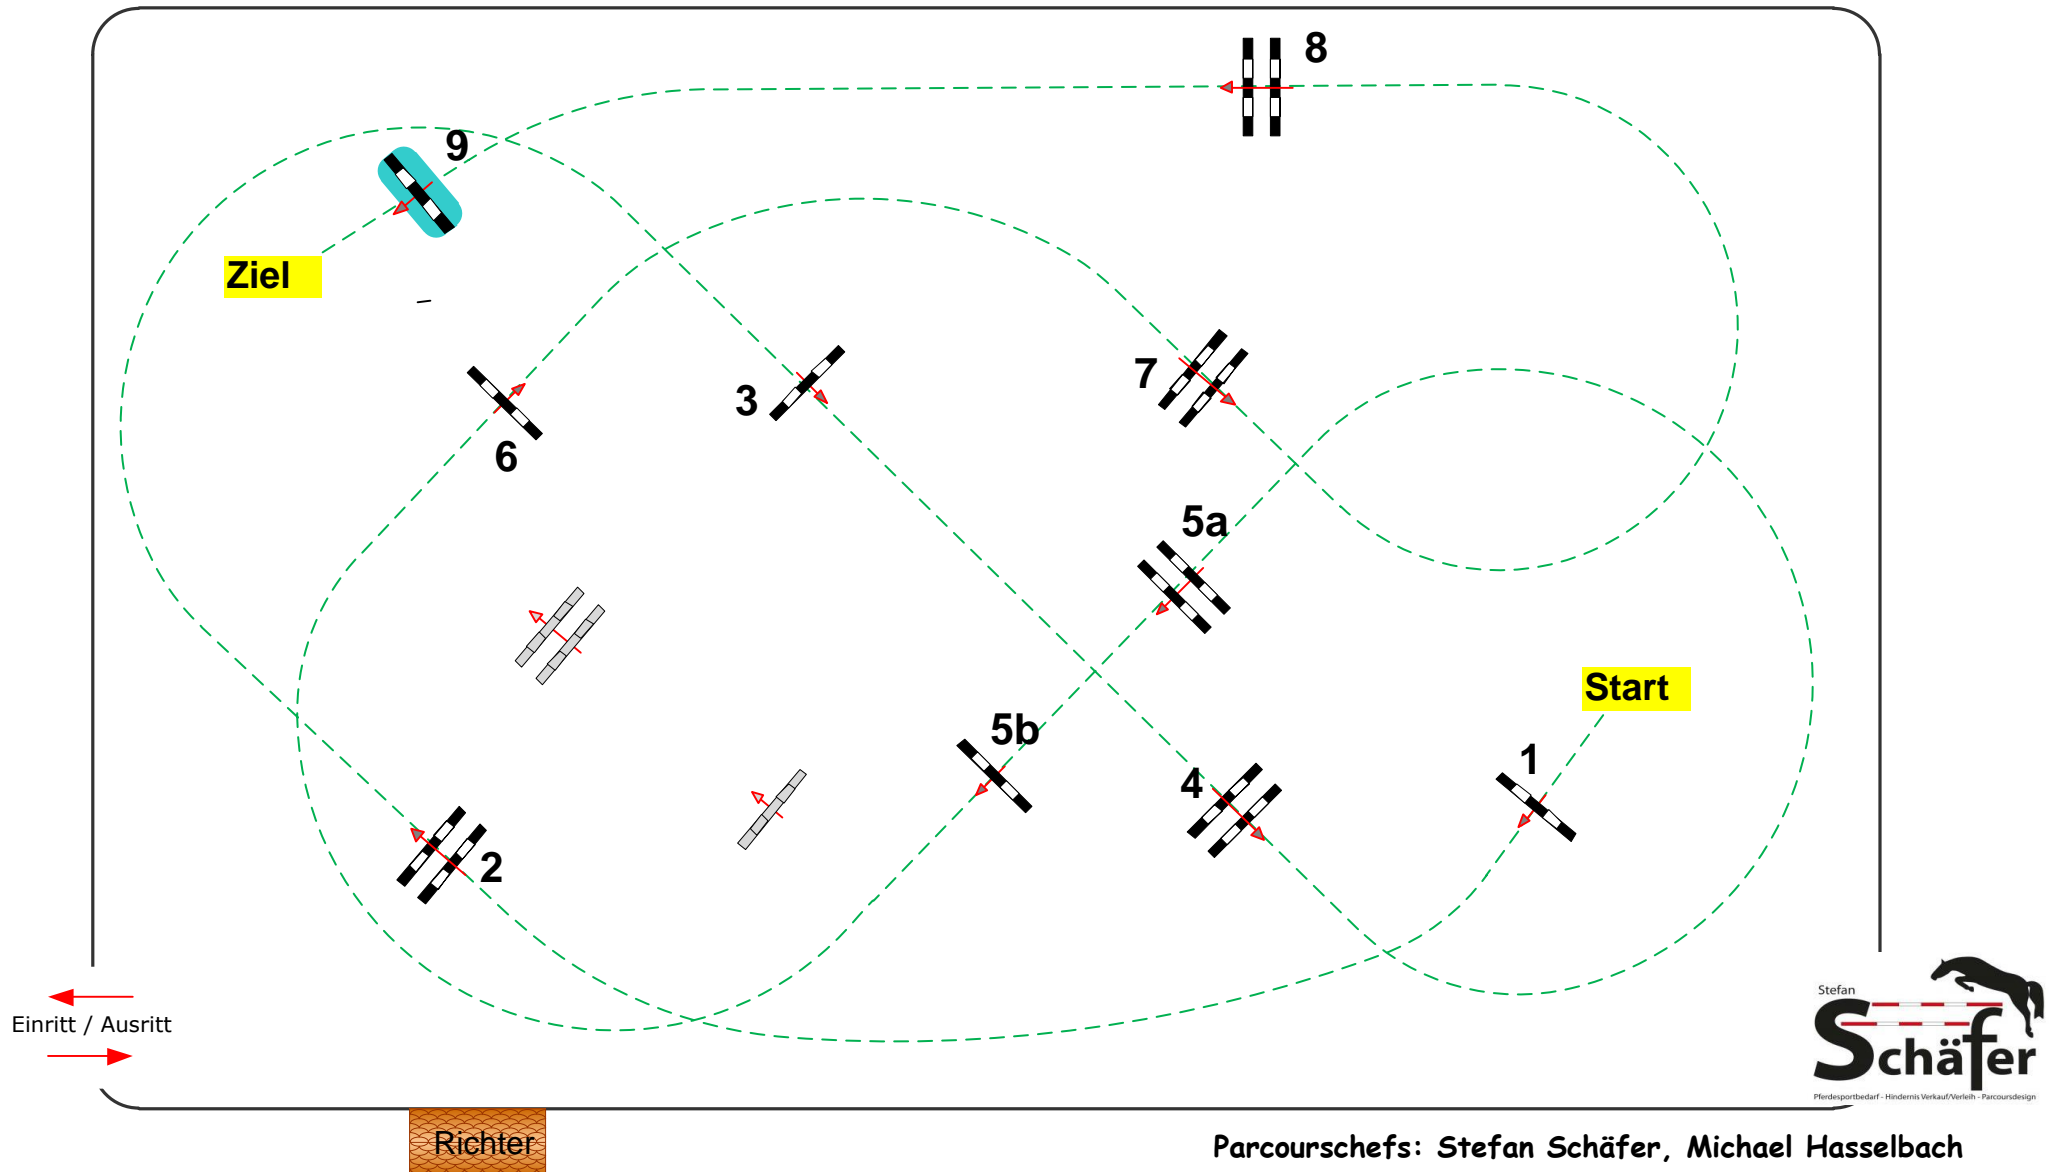 8
9
Ziel
7
3
6
5a
Start
5b
1
4
2
Einritt / Ausritt
Stefan
Schäfer
Pferdesportbedarf - Hindernis Verkauf/Verleih - Parcoursdesign
Richter
Parcourschefs: Stefan Schäfer, Michael Hasselbach